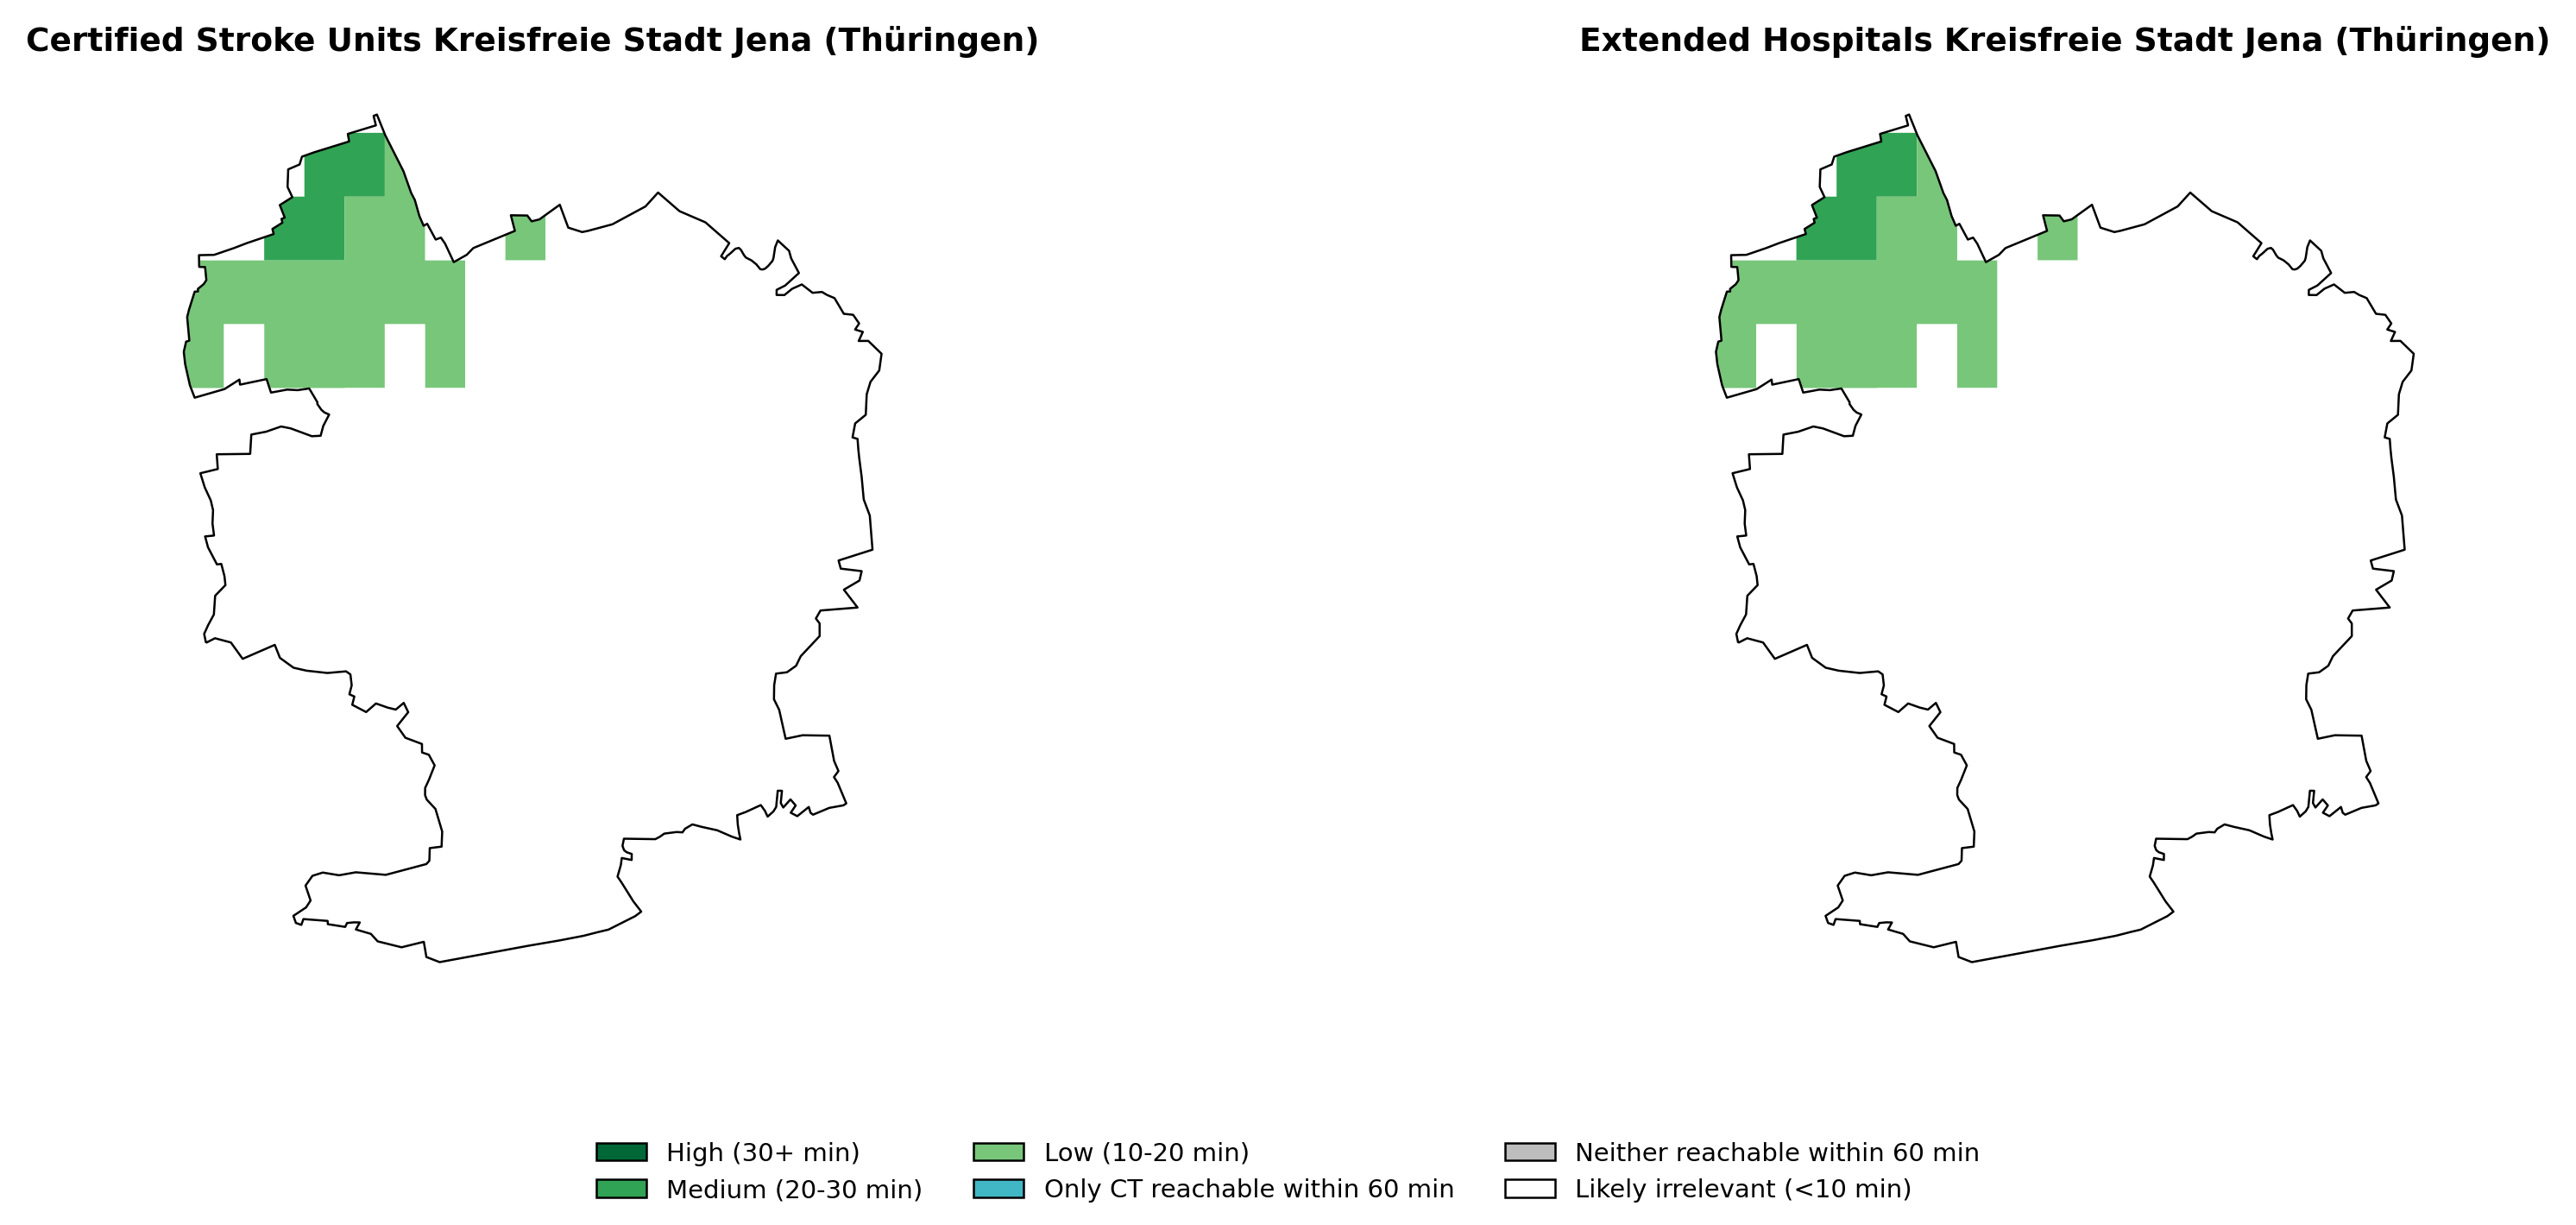 Certified Stroke Units Kreisfreie Stadt Jena (Thüringen)
Extended Hospitals Kreisfreie Stadt Jena (Thüringen)
High (30+ min)
Medium (20-30 min)
Low (10-20 min)
Only CT reachable within 60 min
Neither reachable within 60 min
Likely irrelevant (<10 min)